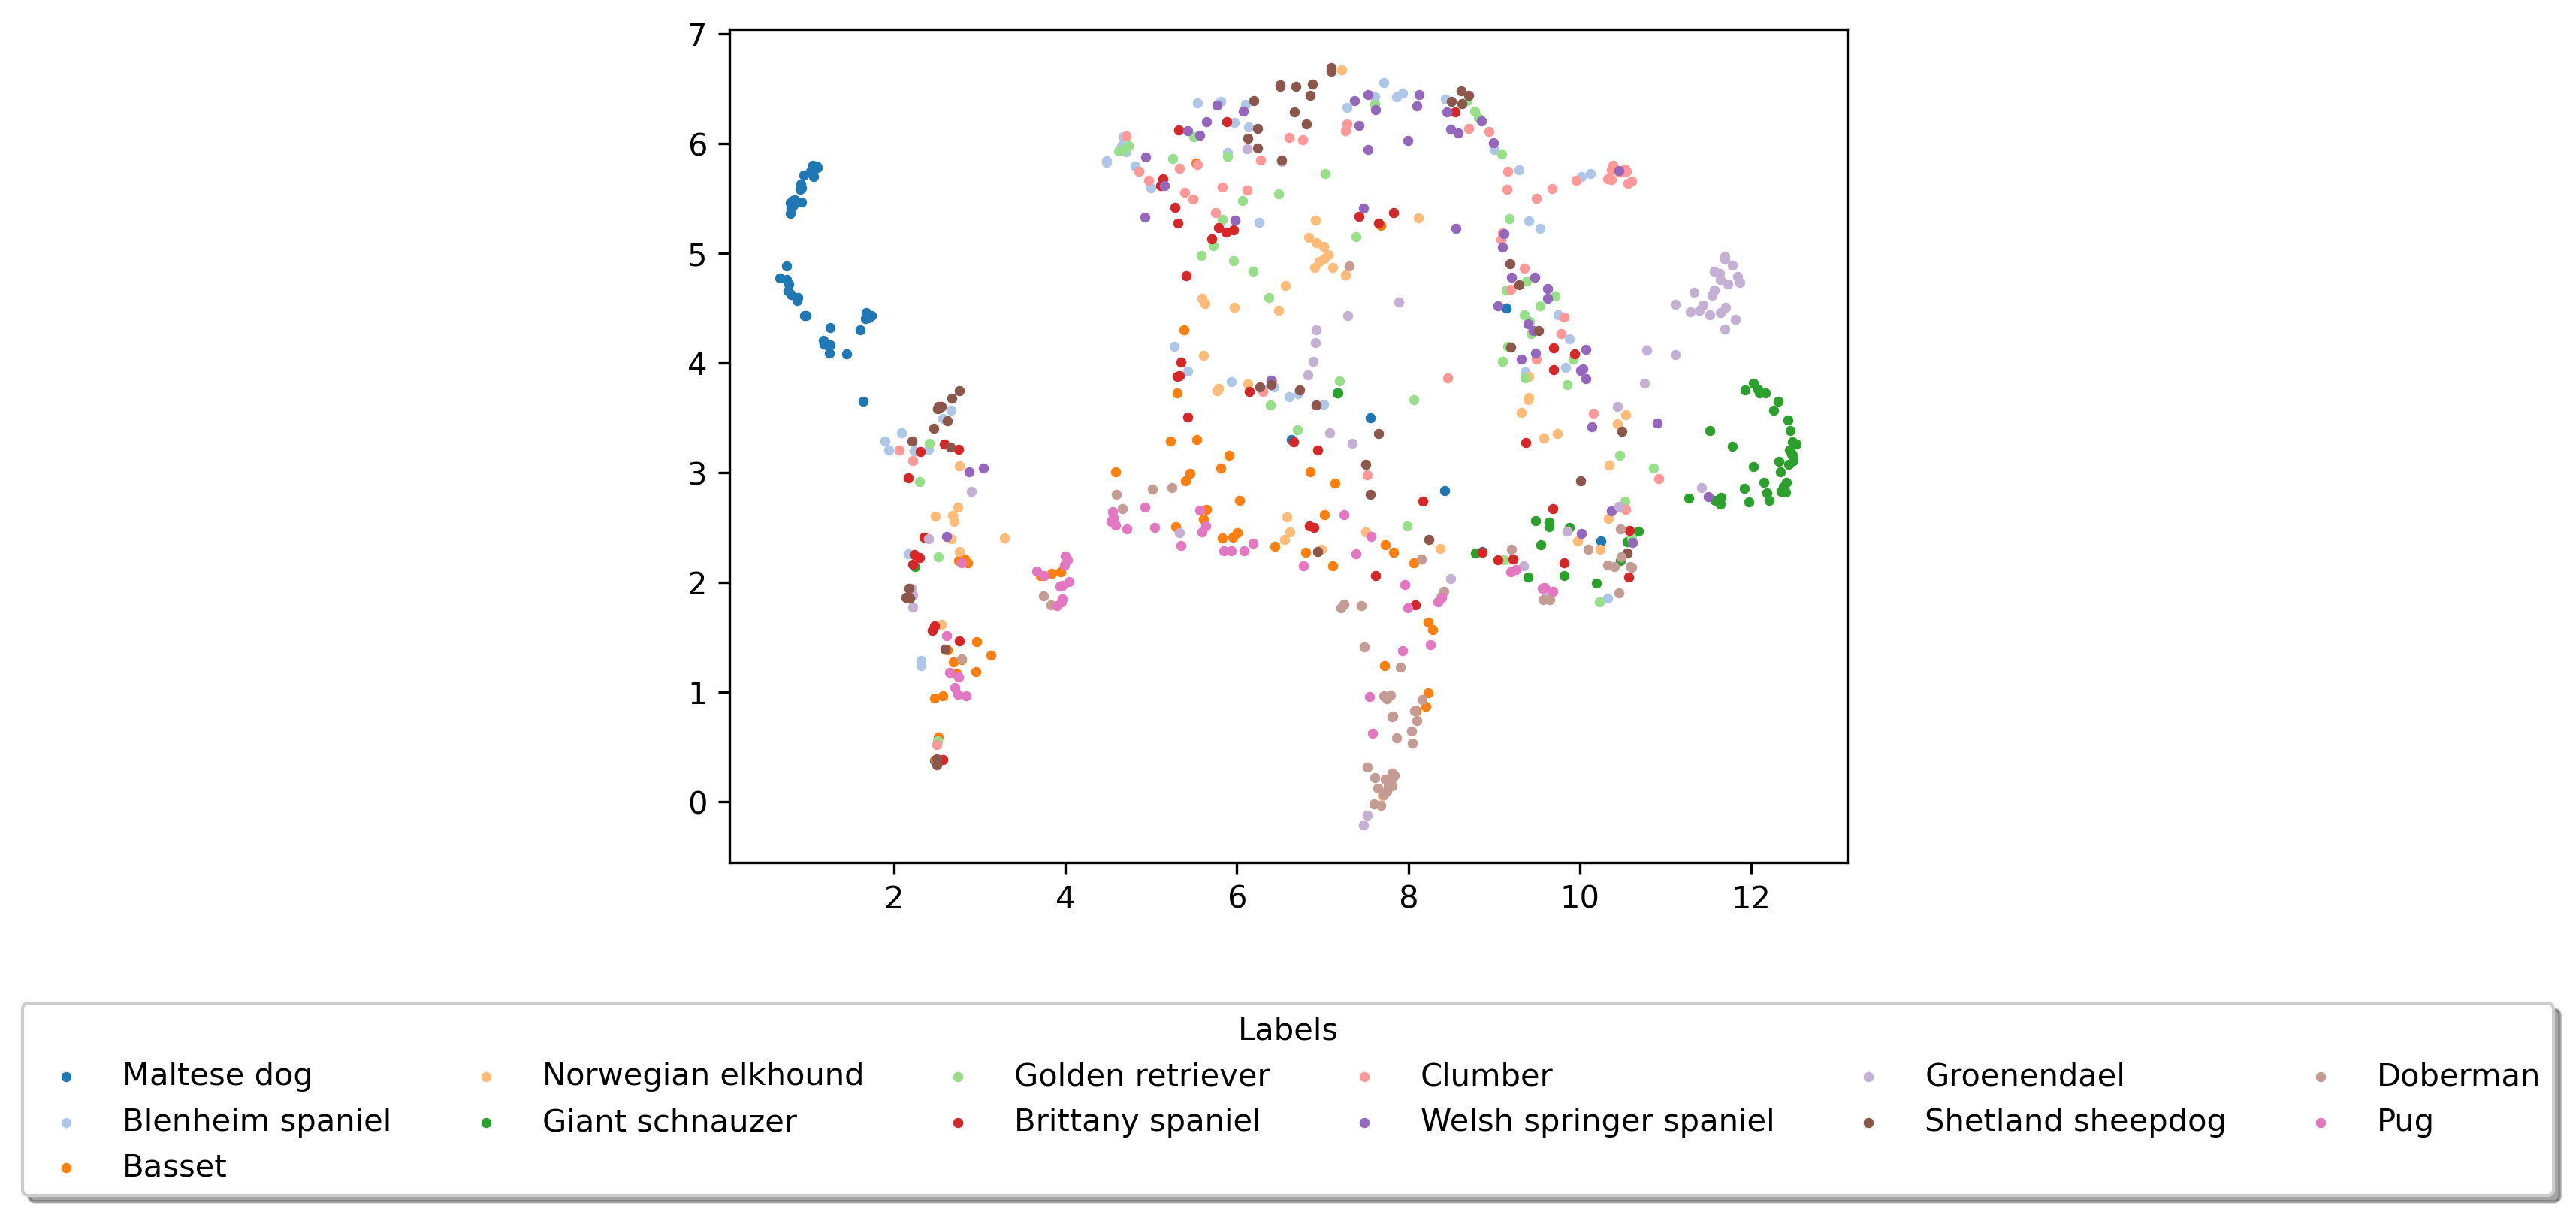 7
6
5
4
3
2
1
0
2 4 6 8 10 12
Labels
Maltese dog Norwegian elkhound Golden retriever Clumber Groenendael Doberman
Blenheim spaniel Giant schnauzer Brittany spaniel Welsh springer spaniel Shetland sheepdog Pug
Basset